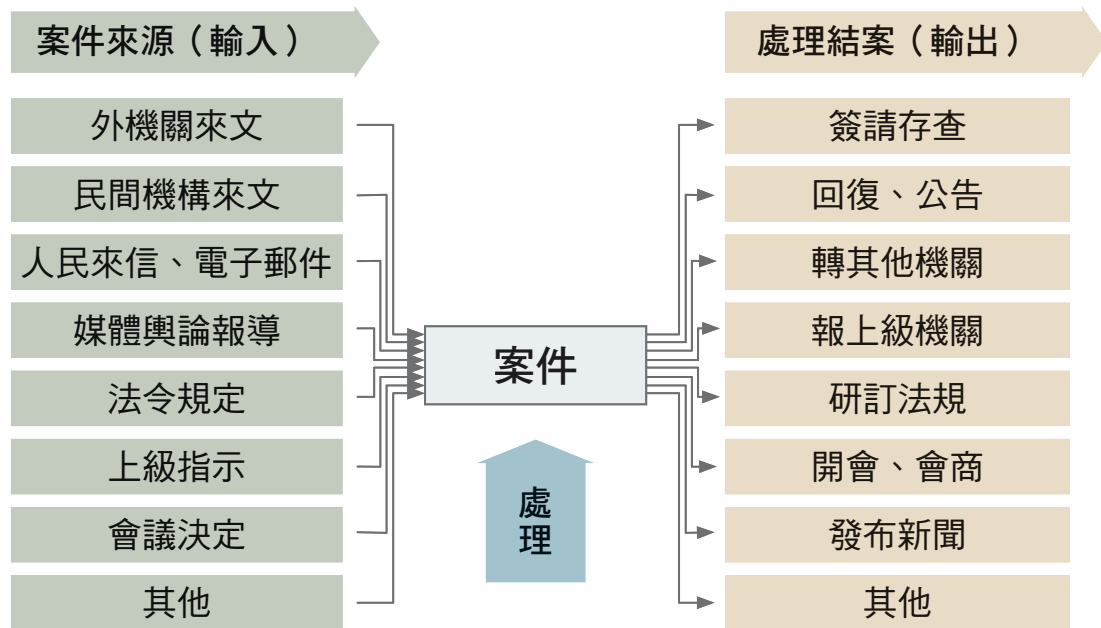 案件來源（輸入）
外機關來文
民間機構來文
人民來信、電子郵件
媒體輿論報導
法令規定
上級指示
會議決定
其他
案件
處理
處理結案（輸出）
簽請存查
回復、公告
轉其他機關
報上級機關
研訂法規
開會、會商
發布新聞
其他